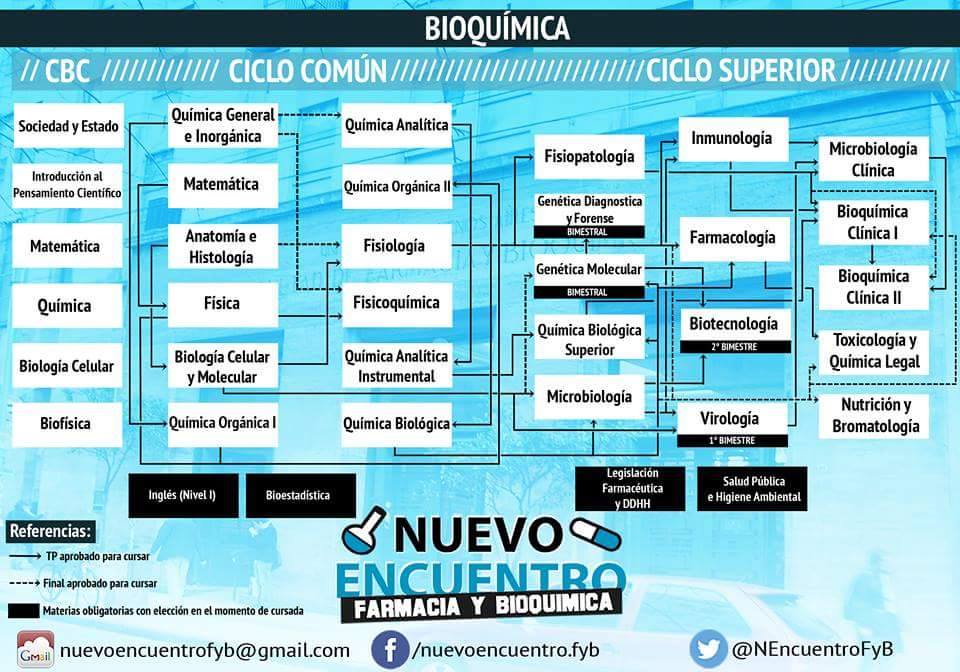 BIOQUÍMICA
// CBC //////////// CICLO COMÚN////////////////////////// CICLO SUPERIOR///////////
Sociedad y Estado
Introducción al
Pensamiento Científico
Matemática
Química
Biología Celular
Biofísica
Química General
e Inorgánica
Matemática
Anatomía e
Histología
Física
Biología Celular
y Molecular
Química Orgánica I
Química Analítica
Química Orgánica II
Fisiología
Fisicoquímica
Química Analítica
Instrumental
Química Biológica
Fisiopatología
Genética Diagnostica
y Forense
BIMESTRAL
Genética Molecular
BIMESTRAL
Química Biológica
Superior
Microbiología
Inmunología
Farmacología
Biotecnología
2° BIMESTRE
Virología
1° BIMESTRE
Microbiología
Clínica
Bioquímica
Clínica I
Bioquímica
Clínica II
Toxicología y
Química Legal
Nutrición y
Bromatología
Inglés (Nivel I)
Bioestadística
Legislación
Farmacéutica
y DDHH
Salud Pública
e Higiene Ambiental
Referencias:
TP aprobado para cursar
Final aprobado para cursar
Materias obligatorias con elección en el momento de cursada
NUEVO
ENCUENTRO
FARMACIA Y BIOQUIMICA
Gmail
nuevoencuentrofyb@gmail.com
f
/nuevoencuentro.fyb
@NEncuentroFyB